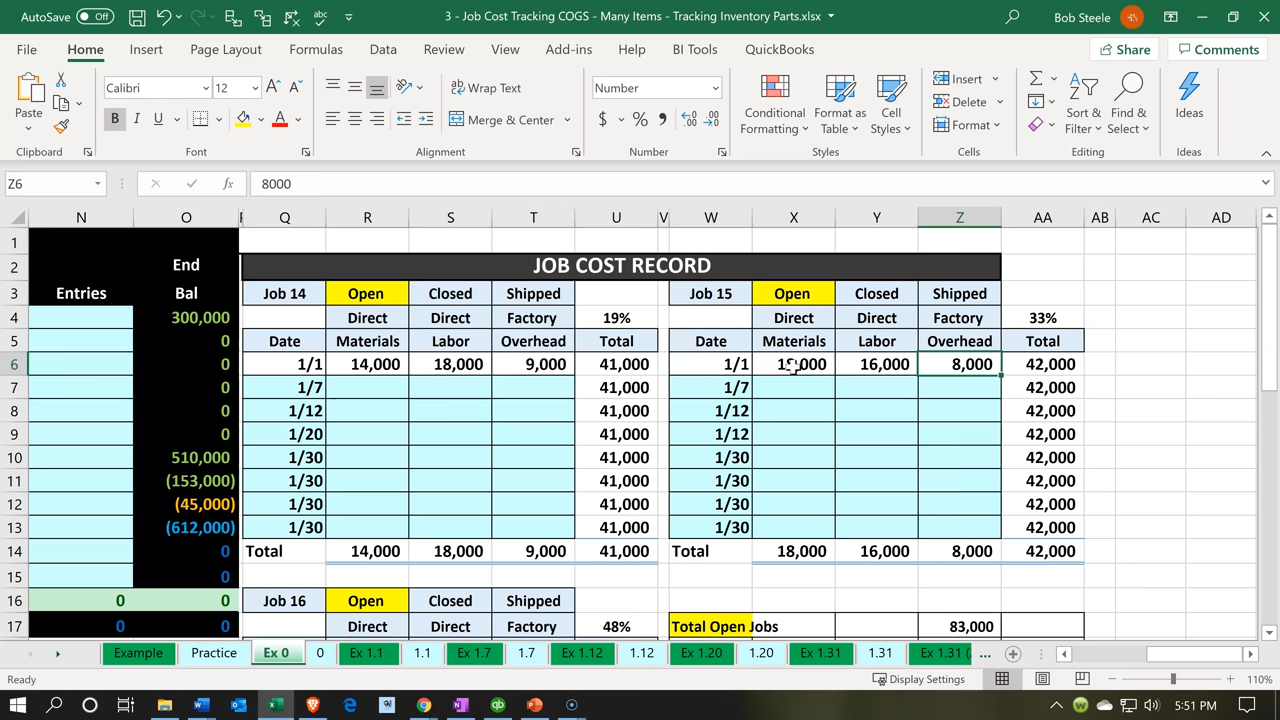 AutoSave Off 3 - Job Cost Tracking COGS - Many Items - Tracking Inventory Parts.xlsx Bob Steele BS
File Home Insert Page Layout Formulas Data Review View Add-ins Help BI Tools QuickBooks Share Comments
Calibri 12 Wrap Text Number Insert
Paste B I U Merge & Center $ % Conditional Formatting Format as Table Cell Styles Delete Format Sort & Filter Find & Select Ideas
Clipboard Font Alignment Number Styles Cells Editing Ideas
Z6 fx 8000
N O Q R S T U V W X Y Z AA AB AC AD
1
2 End JOB COST RECORD
3 Entries Bal Job 14 Open Closed Shipped Job 15 Open Closed Shipped
4 300,000 Direct Direct Factory 19% Direct Direct Factory 33%
5 0 Date Materials Labor Overhead Total Date Materials Labor Overhead Total
6 0 1/1 14,000 18,000 9,000 41,000 1/1 18,000 16,000 8,000 42,000
7 0 1/7 41,000 1/7 42,000
8 0 1/12 41,000 1/12 42,000
9 0 1/20 41,000 1/12 42,000
10 510,000 1/30 41,000 1/30 42,000
11 (153,000) 1/30 41,000 1/30 42,000
12 (45,000) 1/30 41,000 1/30 42,000
13 (612,000) 1/30 41,000 1/30 42,000
14 0 Total 14,000 18,000 9,000 41,000 Total 18,000 16,000 8,000 42,000
15 0
16 0 0 Job 16 Open Closed Shipped
17 0 0 Direct Direct Factory 48% Total Open Jobs 83,000
Example Practice Ex 0 0 Ex 1.1 1.1 Ex 1.7 1.7 Ex 1.12 1.12 Ex 1.20 1.20 Ex 1.31 1.31 Ex 1.31 ( ...
Ready Display Settings 110%
5:51 PM